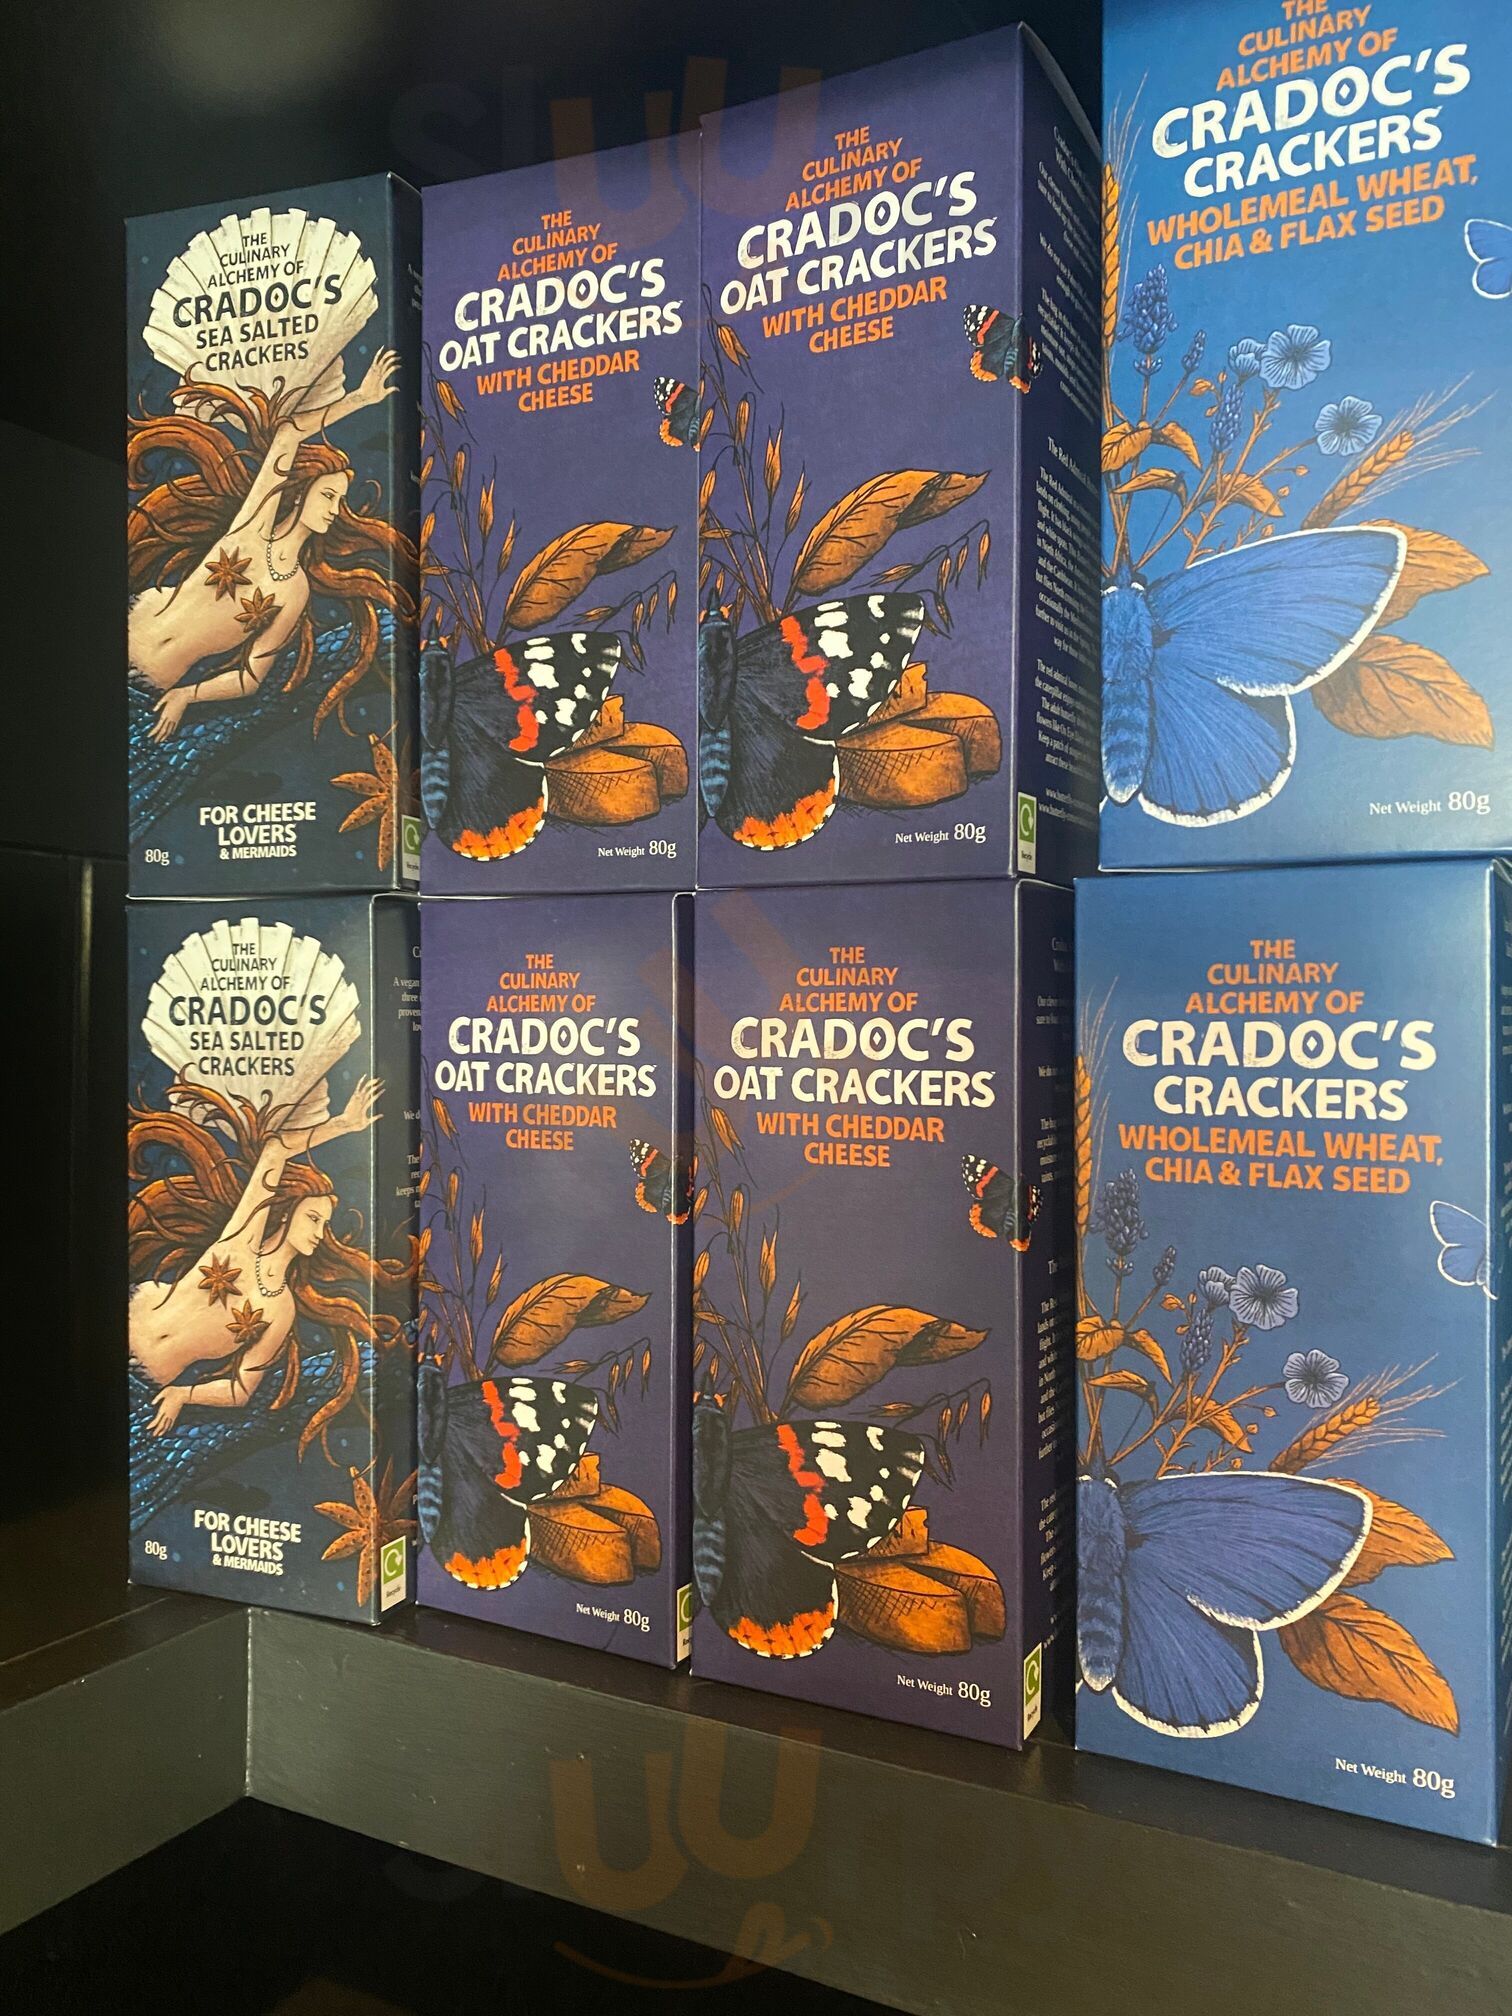 THE
CULINARY
ALCHEMY OF
CRADOC'S
SEA SALTED
CRACKERS
FOR CHEESE
LOVERS
& MERMAIDS
80g
THE
CULINARY
ALCHEMY OF
CRADOC'S
OAT CRACKERS
WITH CHEDDAR
CHEESE
Net Weight 80g
THE
CULINARY
ALCHEMY OF
CRADOC'S
OAT CRACKERS
WITH CHEDDAR
CHEESE
Net Weight 80g
The Red Admiral
THE
CULINARY
ALCHEMY OF
CRADOC'S
CRACKERS
WHOLEMEAL WHEAT,
CHIA & FLAX SEED
Net Weight 80g
THE
CULINARY
ALCHEMY OF
CRADOC'S
SEA SALTED
CRACKERS
FOR CHEESE
LOVERS
& MERMAIDS
80g
Recycle
THE
CULINARY
ALCHEMY OF
CRADOC'S
OAT CRACKERS
WITH CHEDDAR
CHEESE
Net Weight 80g
THE
CULINARY
ALCHEMY OF
CRADOC'S
OAT CRACKERS
WITH CHEDDAR
CHEESE
Net Weight 80g
Recycle
THE
CULINARY
ALCHEMY OF
CRADOC'S
CRACKERS
WHOLEMEAL WHEAT,
CHIA & FLAX SEED
Net Weight 80g